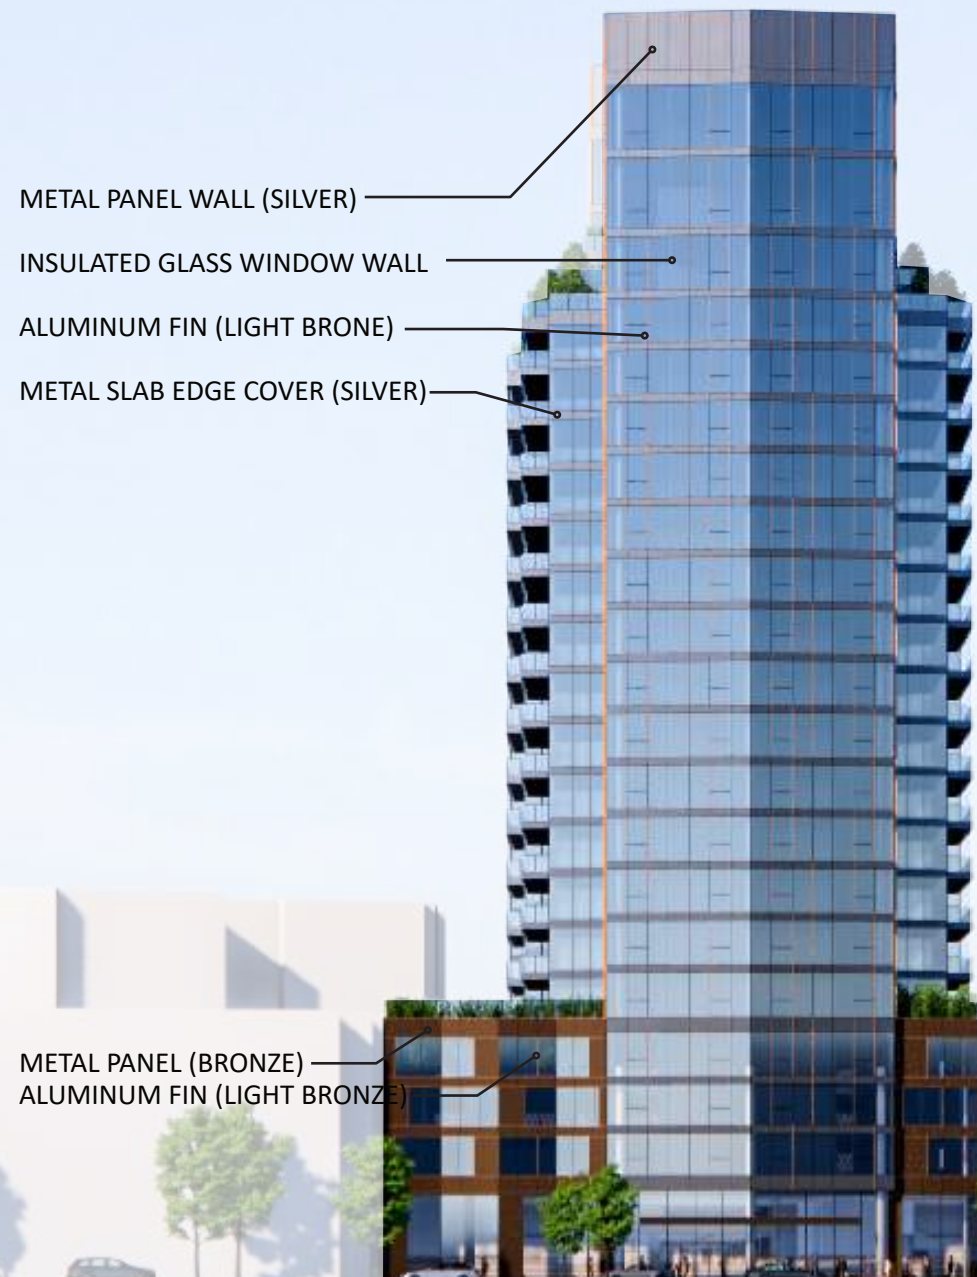 METAL PANEL WALL (SILVER)
INSULATED GLASS WINDOW WALL
ALUMINUM FIN (LIGHT BRONE)
METAL SLAB EDGE COVER (SILVER)
METAL PANEL (BRONZE)
ALUMINUM FIN (LIGHT BRONZE)